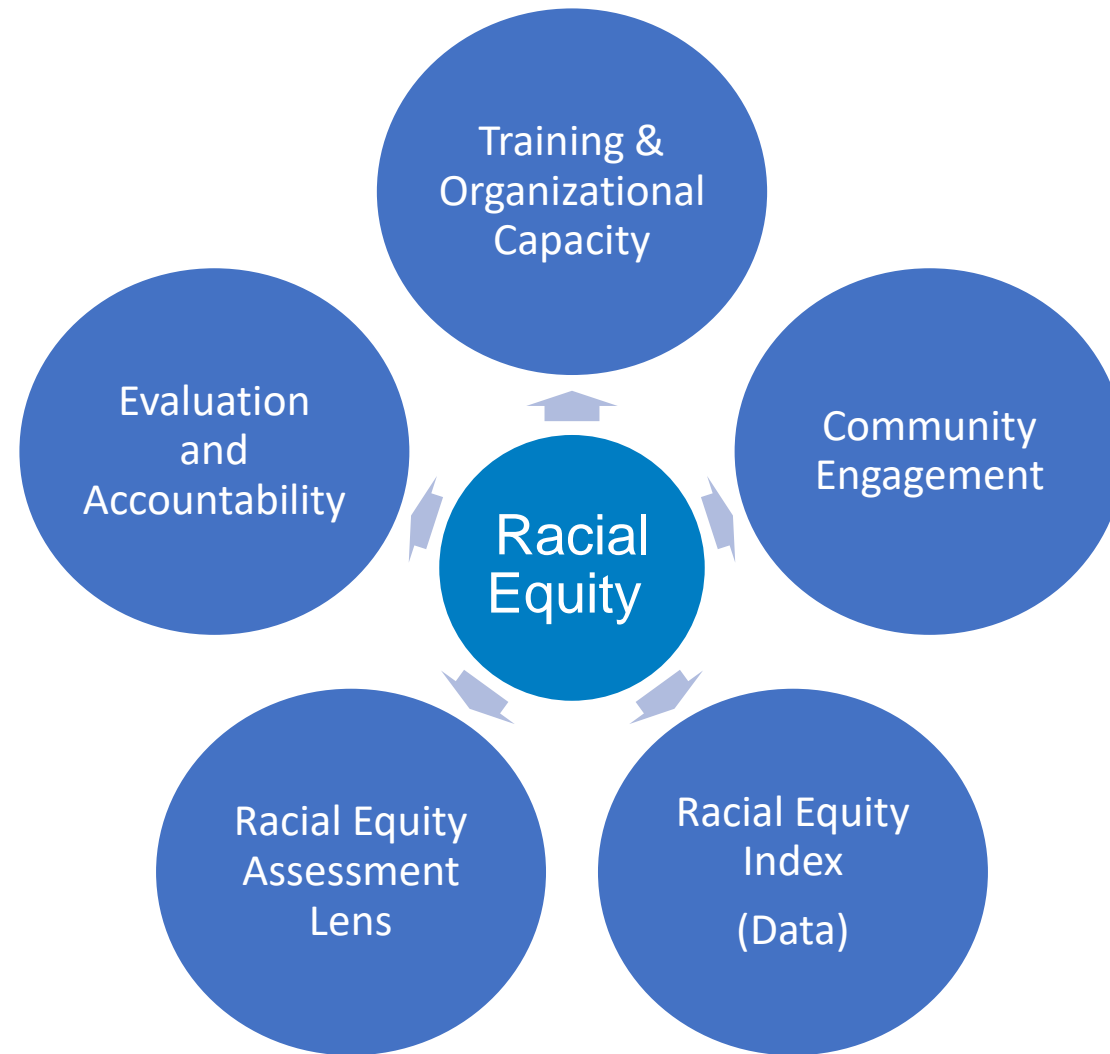 Training &
Organizational
Capacity
Community
Engagement
Racial Equity
Index
(Data)
Racial Equity
Assessment
Lens
Evaluation
and
Accountability
Racial
Equity